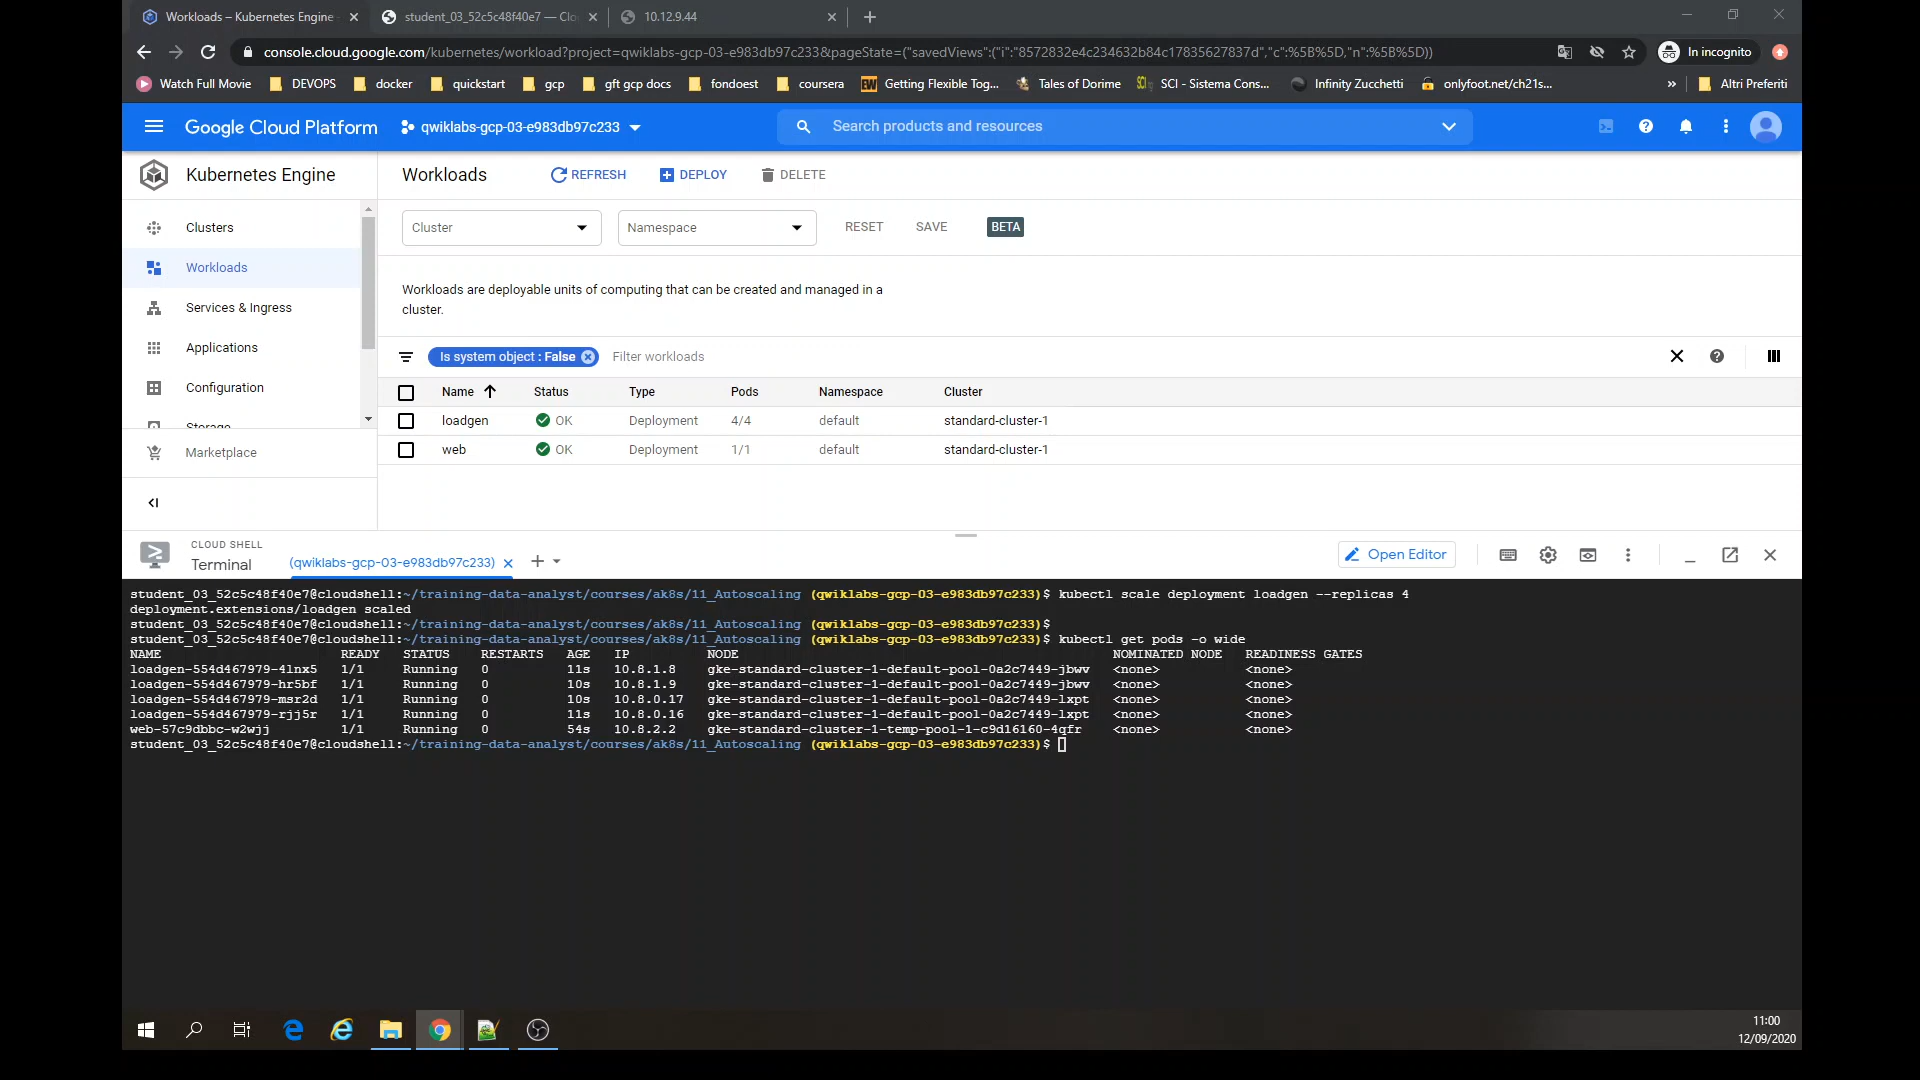 Workloads – Kubernetes Engine
student_03_52c5c48f40e7 — Clo
10.12.9.44
console.cloud.google.com/kubernetes/workload?project=qwiklabs-gcp-03-e983db97c233&pageState=("savedViews":("i":"8572832e4c234632b84c17835627837d","c":%5B%5D,"n":%5B%5D))
In incognito
Watch Full Movie
DEVOPS
docker
quickstart
gcp
gft gcp docs
fondoest
coursera
Getting Flexible Tog...
Tales of Dorime
SCI - Sistema Cons...
Infinity Zucchetti
onlyfoot.net/ch21s...
»
Altri Preferiti
Google Cloud Platform
qwiklabs-gcp-03-e983db97c233
Search products and resources
Kubernetes Engine
Workloads
REFRESH
DEPLOY
DELETE
Clusters
Workloads
Services & Ingress
Applications
Configuration
Storage
Marketplace
Cluster
Namespace
RESET
SAVE
BETA
Workloads are deployable units of computing that can be created and managed in a
cluster.
Is system object : False
Filter workloads
Name Status Type Pods Namespace Cluster
loadgen OK Deployment 4/4 default standard-cluster-1
web OK Deployment 1/1 default standard-cluster-1
CLOUD SHELL
Terminal
(qwiklabs-gcp-03-e983db97c233)
Open Editor
student_03_52c5c48f40e7@cloudshell:~/training-data-analyst/courses/ak8s/11_Autoscaling (qwiklabs-gcp-03-e983db97c233)$ kubectl scale deployment loadgen --replicas 4
deployment.extensions/loadgen scaled
student_03_52c5c48f40e7@cloudshell:~/training-data-analyst/courses/ak8s/11_Autoscaling (qwiklabs-gcp-03-e983db97c233)$
student_03_52c5c48f40e7@cloudshell:~/training-data-analyst/courses/ak8s/11_Autoscaling (qwiklabs-gcp-03-e983db97c233)$ kubectl get pods -o wide
NAME READY STATUS RESTARTS AGE IP NODE NOMINATED NODE READINESS GATES
loadgen-554d467979-4lnx5 1/1 Running 0 11s 10.8.1.8 gke-standard-cluster-1-default-pool-0a2c7449-jbwv <none> <none>
loadgen-554d467979-hr5bf 1/1 Running 0 10s 10.8.1.9 gke-standard-cluster-1-default-pool-0a2c7449-jbwv <none> <none>
loadgen-554d467979-msr2d 1/1 Running 0 10s 10.8.0.17 gke-standard-cluster-1-default-pool-0a2c7449-lxpt <none> <none>
loadgen-554d467979-rjj5r 1/1 Running 0 11s 10.8.0.16 gke-standard-cluster-1-default-pool-0a2c7449-lxpt <none> <none>
web-57c9dbbc-w2wjj 1/1 Running 0 54s 10.8.2.2 gke-standard-cluster-1-temp-pool-1-c9d16160-4qfr <none> <none>
student_03_52c5c48f40e7@cloudshell:~/training-data-analyst/courses/ak8s/11_Autoscaling (qwiklabs-gcp-03-e983db97c233)$
11:00
12/09/2020